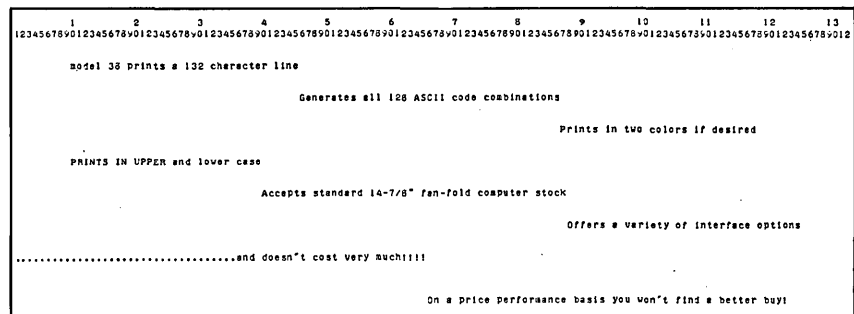 1 2 3 4 5 6 7 8 9 10 11 12 13
123456789012345678901234567890123456789012345678901234567890123456789012345678901234567890123456789012345678901234567890123456789012
model 38 prints a 132 character line
Generates all 128 ASCII code combinations
Prints in two colors if desired
PRINTS IN UPPER and lower case
Accepts standard 14-7/8" fan-fold computer stock
Offers a variety of interface options
....................................and doesn't cost very much!!!!
On a price performance basis you won't find a better buy!